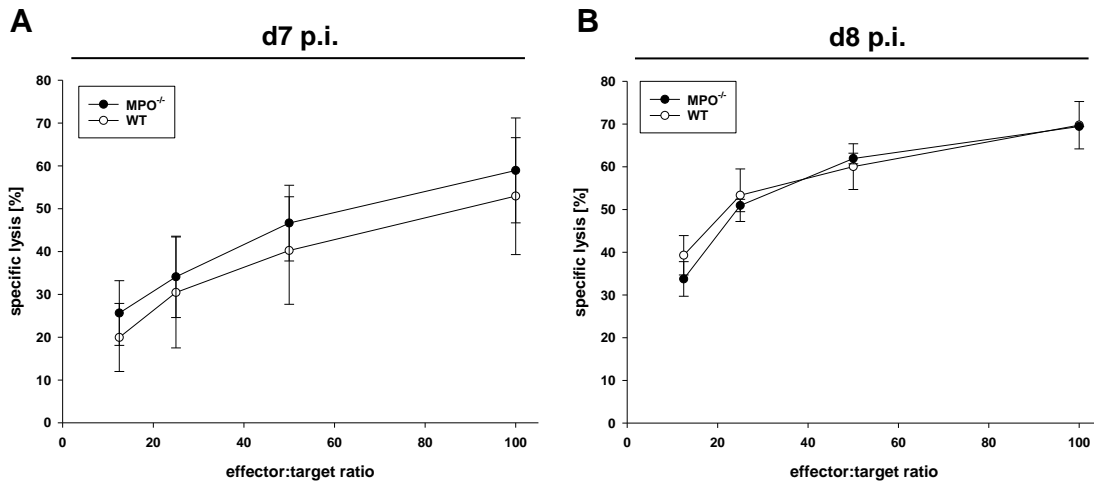 A
d7 p.i.
MPO-/-
WT
specific lysis [%]
80
70
60
50
40
30
20
10
0
0 20 40 60 80 100
effector:target ratio
B
d8 p.i.
MPO-/-
WT
specific lysis [%]
80
70
60
50
40
30
20
10
0
0 20 40 60 80 100
effector:target ratio